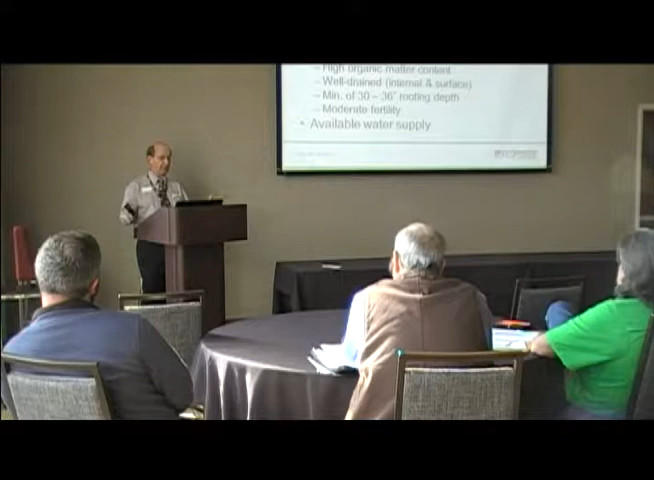 – High organic matter content
– Well-drained (internal & surface)
– Min. of 30 – 36" rooting depth
– Moderate fertility
• Available water supply